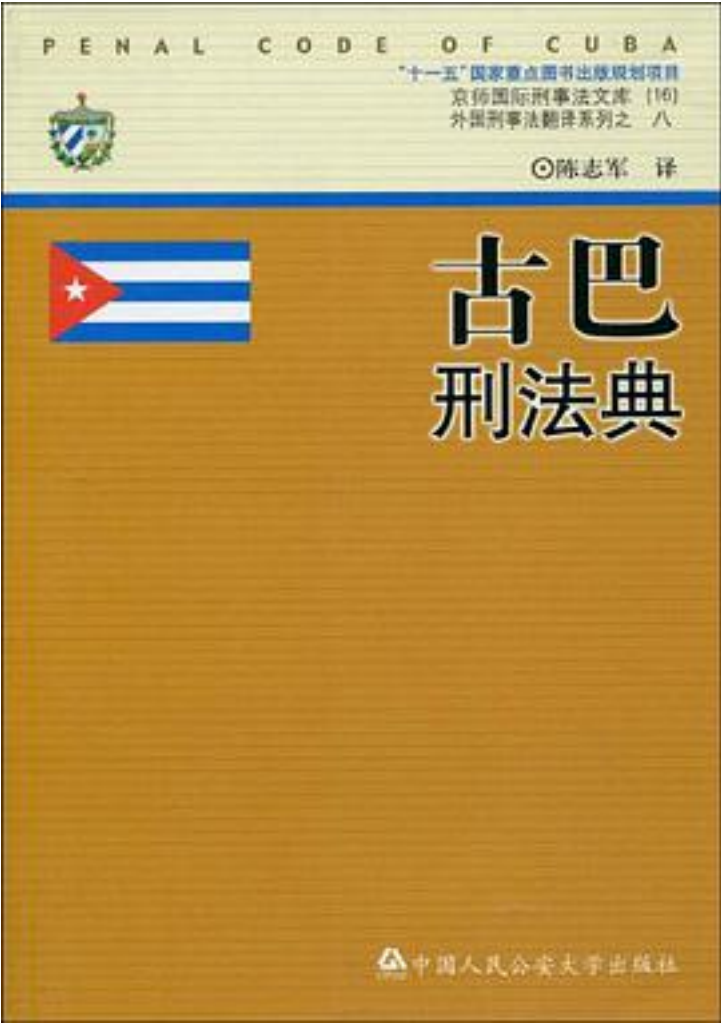 PENAL CODE OF CUBA
“十一五”国家重点图书出版规划项目
京师国际刑事法文库 [16]
外国刑事法翻译系列之 八
⊙陈志军 译
古巴
刑法典
中国人民公安大学出版社